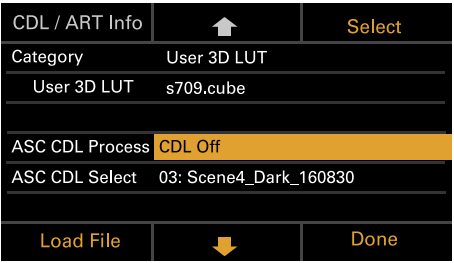 CDL / ART Info Select
Category User 3D LUT
User 3D LUT s709.cube
ASC CDL Process CDL Off
ASC CDL Select 03: Scene4_Dark_160830
Load File Done